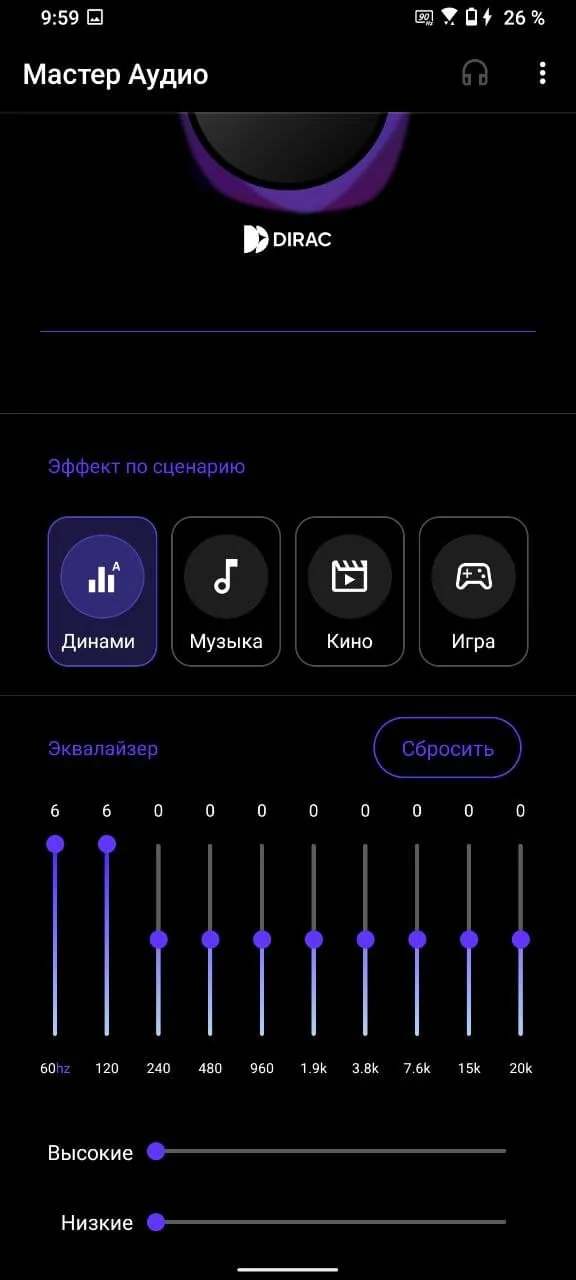 9:59 90 Hz 26 %
Мастер Аудио
DIRAC
Эффект по сценарию
A
Динами Музыка Кино Игра
Эквалайзер Сбросить
6 6 0 0 0 0 0 0 0 0
60hz 120 240 480 960 1.9k 3.8k 7.6k 15k 20k
Высокие
Низкие